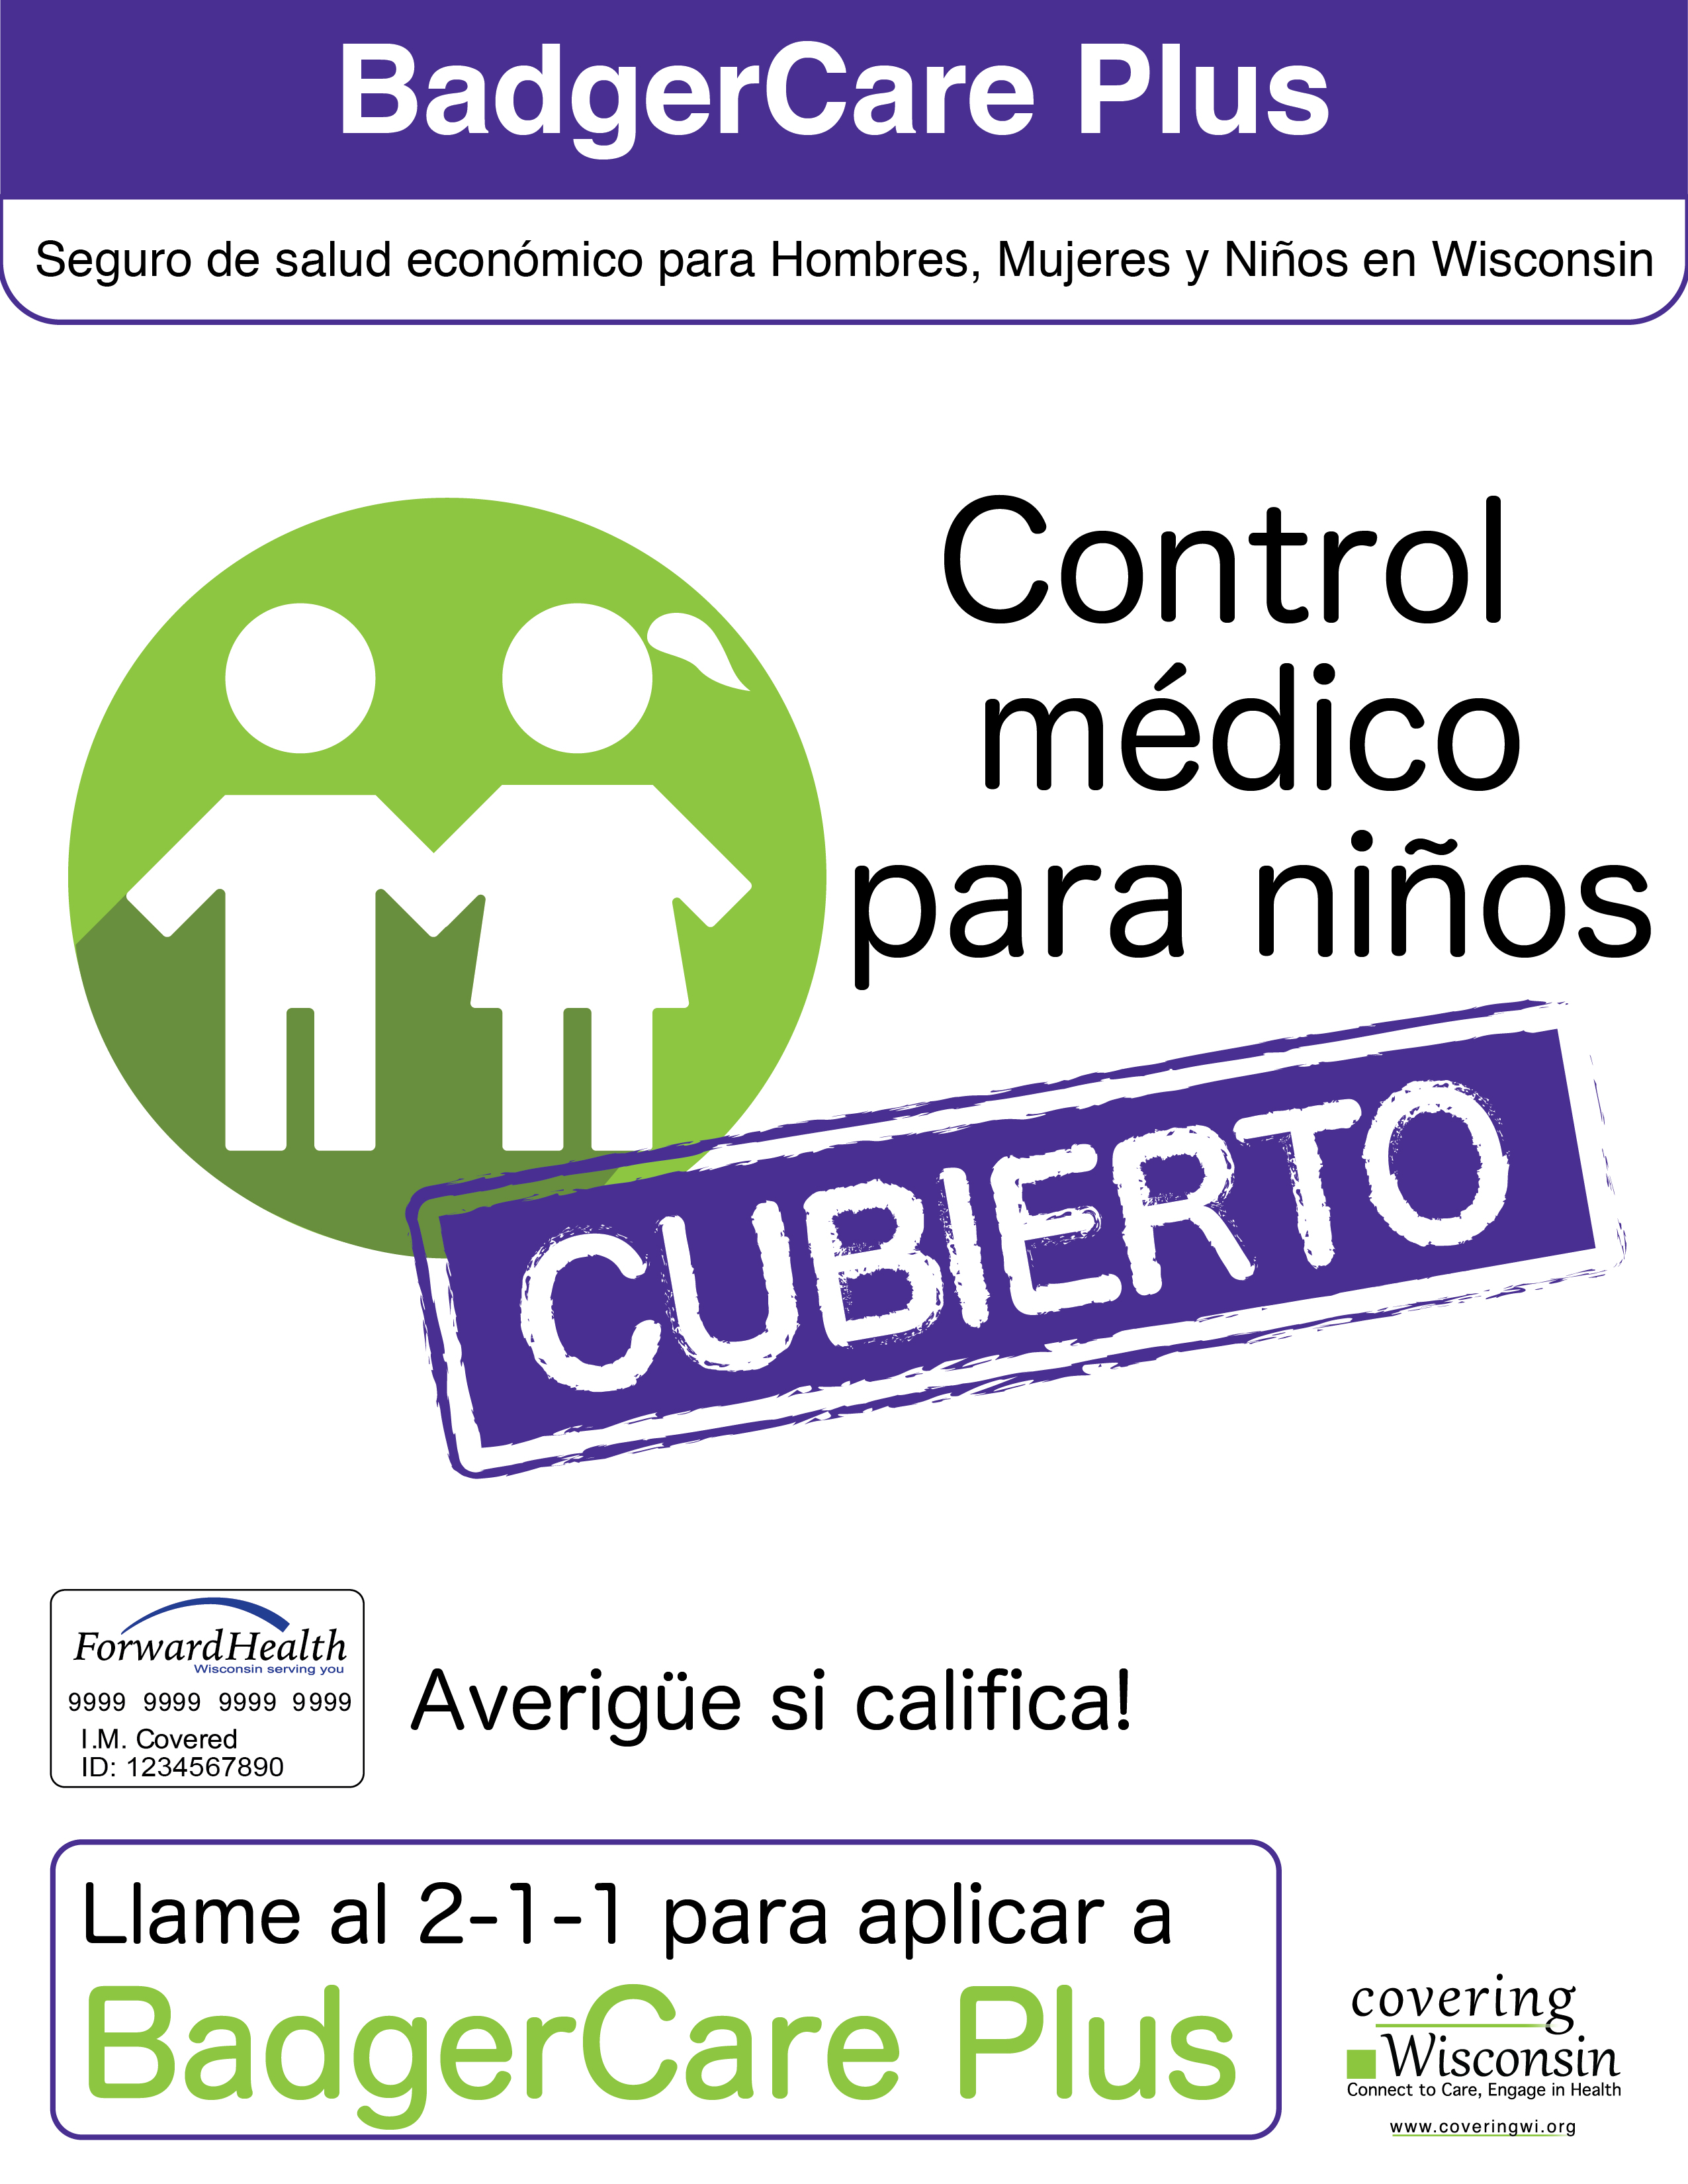 BadgerCare Plus
Seguro de salud económico para Hombres, Mujeres y Niños en Wisconsin
Control
médico
para niños
CUBIERTO
ForwardHealth
Wisconsin serving you
9999 9999 9999 9999
I.M. Covered
ID: 1234567890
Averigüe si califica!
Llame al 2-1-1 para aplicar a
BadgerCare Plus
covering
Wisconsin
Connect to Care, Engage in Health
www.coveringwi.org